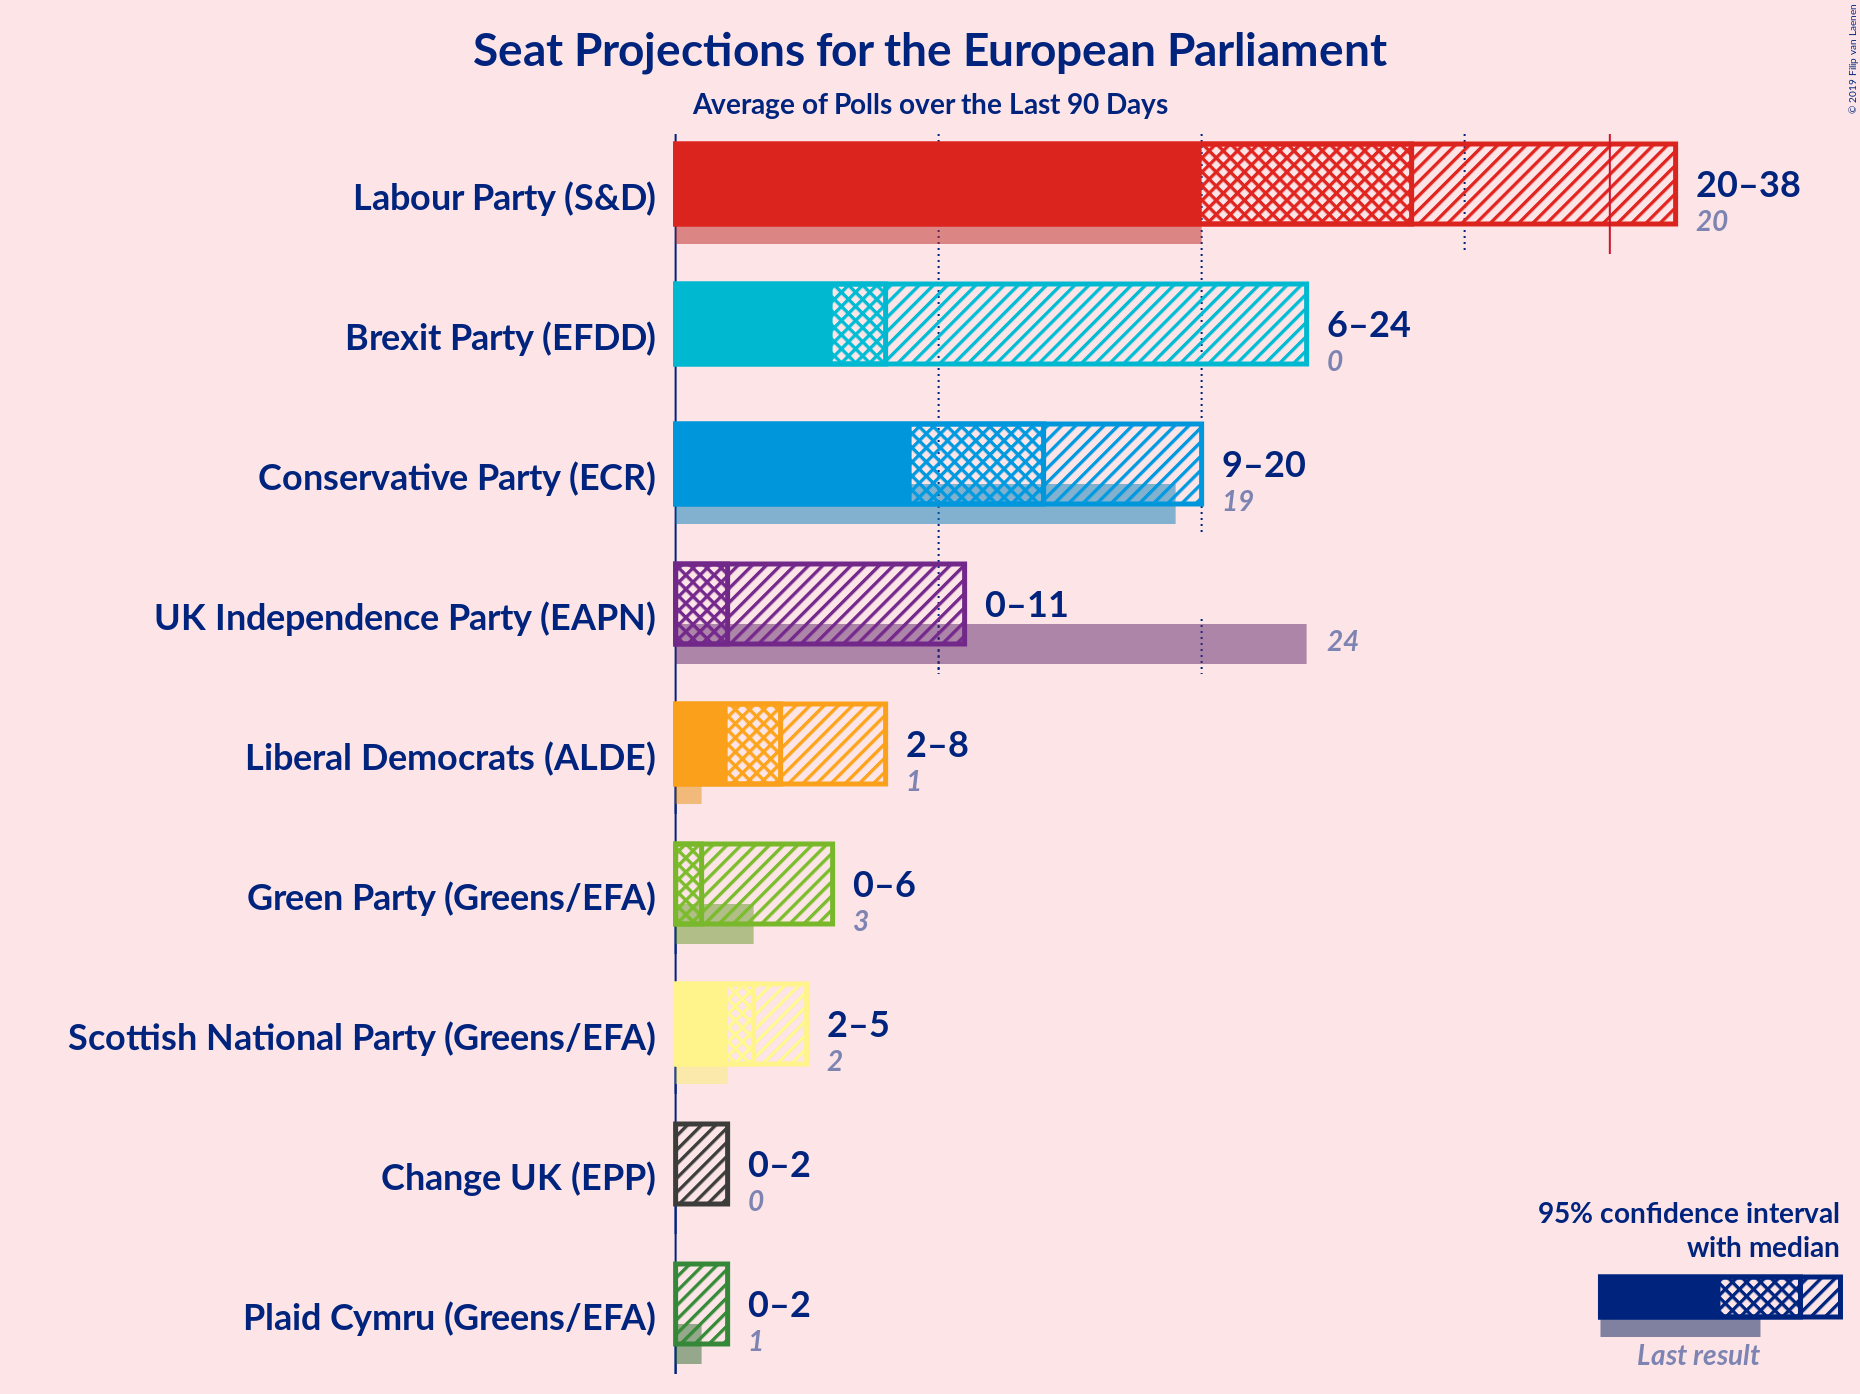 Seat Projections for the European Parliament
Average of Polls over the Last 90 Days
© 2019 Filip van Laenen
Labour Party (S&D)
20–38
20
Brexit Party (EFDD)
6–24
0
Conservative Party (ECR)
9–20
19
UK Independence Party (EAPN)
0–11
24
Liberal Democrats (ALDE)
2–8
1
Green Party (Greens/EFA)
0–6
3
Scottish National Party (Greens/EFA)
2–5
2
Change UK (EPP)
0–2
0
Plaid Cymru (Greens/EFA)
0–2
1
95% confidence interval
with median
Last result